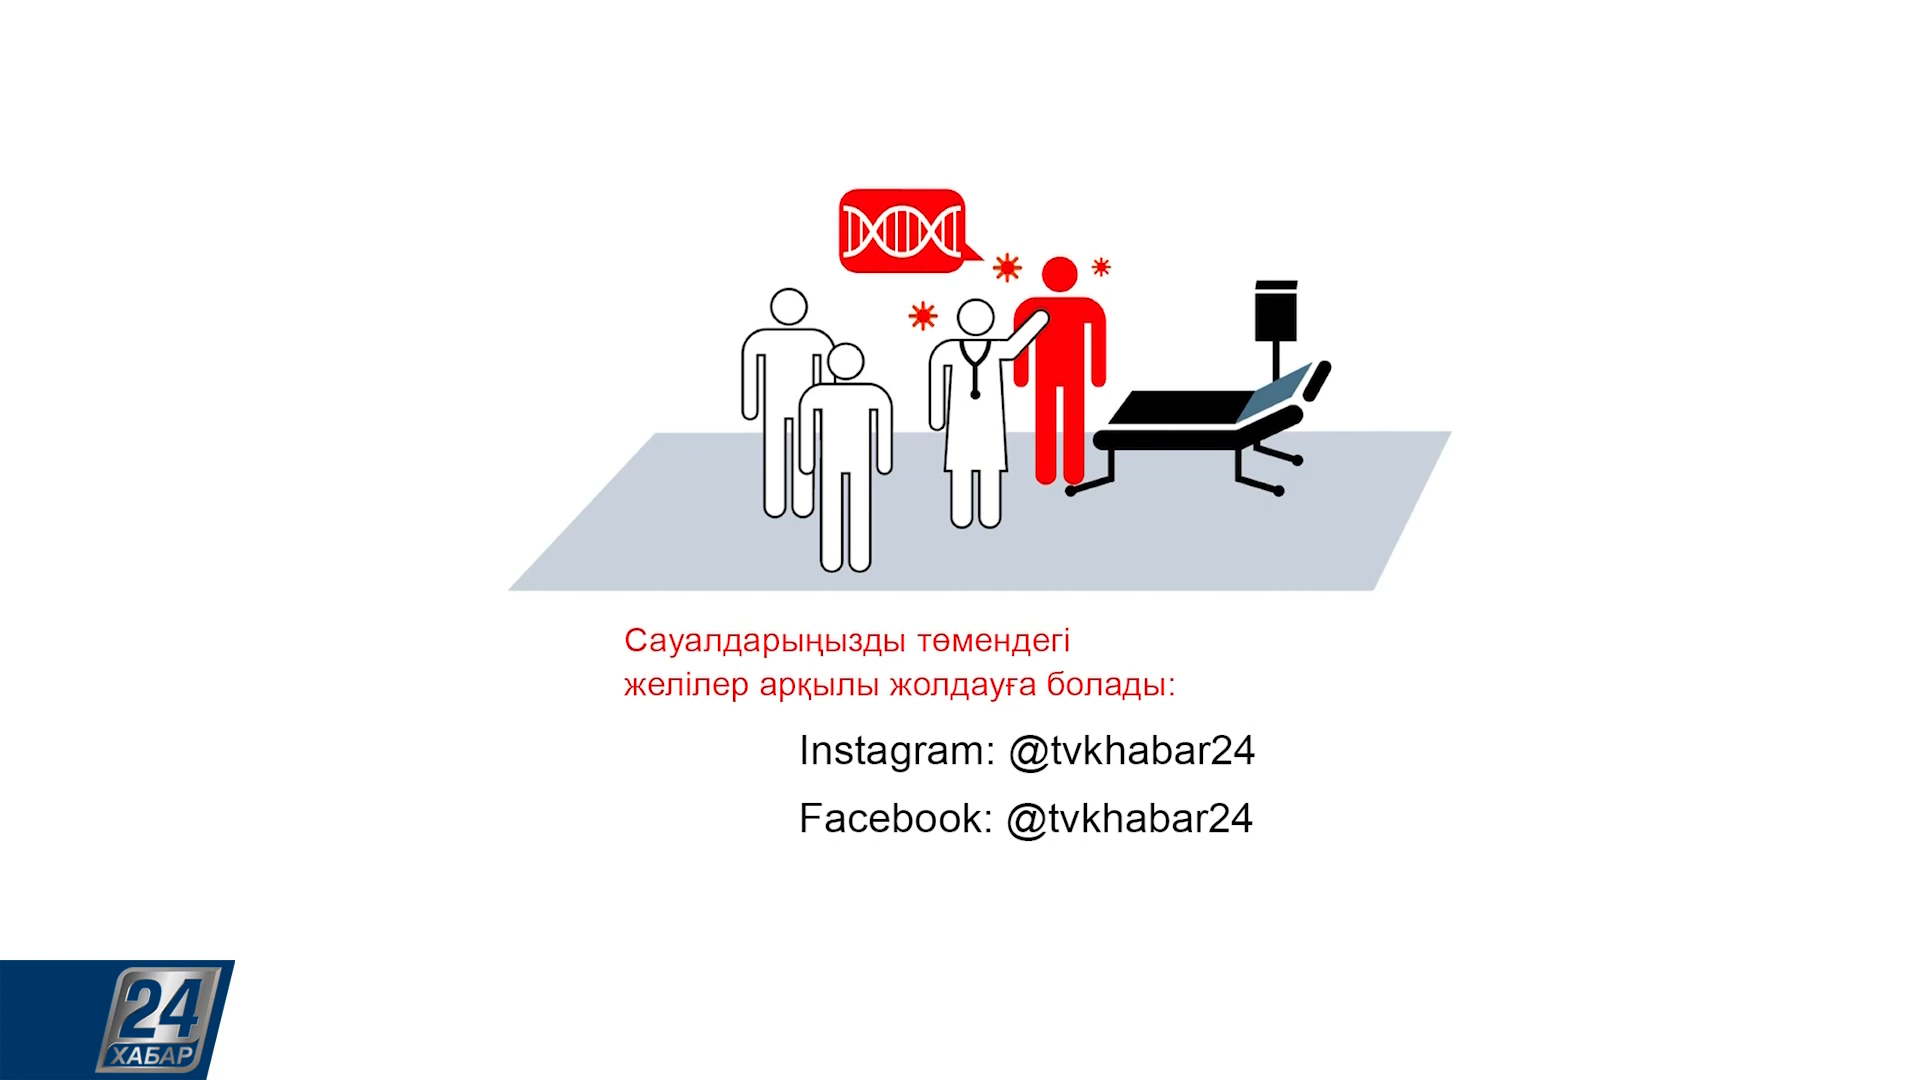 Сауалдарыңызды төмендегі
желілер арқылы жолдауға болады:
Instagram: @tvkhabar24
Facebook: @tvkhabar24
24
ХАБАР